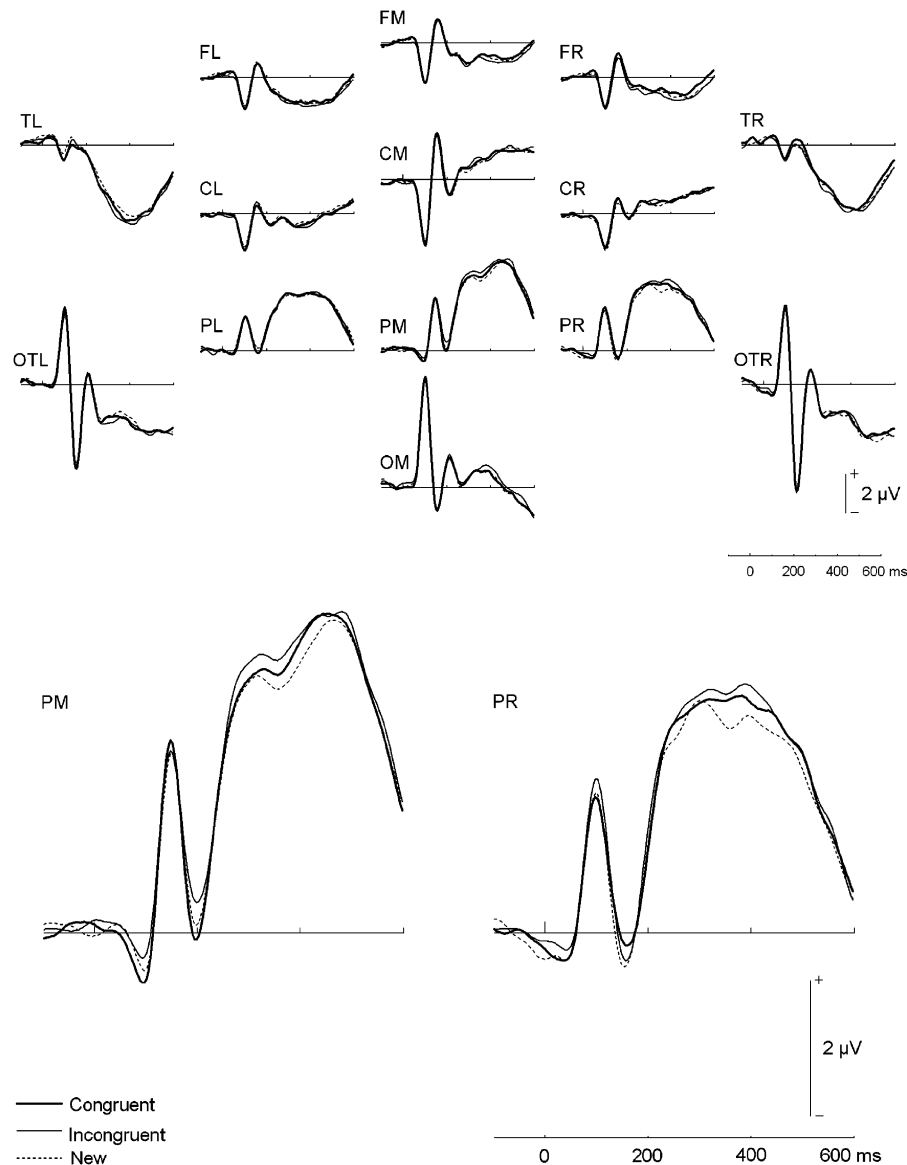 FM
FL
FR
TL
TR
CM
CL
CR
PL
PM
PR
OTL
OTR
OM
+
2 µV
–
0 200 400 600 ms
PM
PR
+
2 µV
–
Congruent
Incongruent
New
0 200 400 600 ms